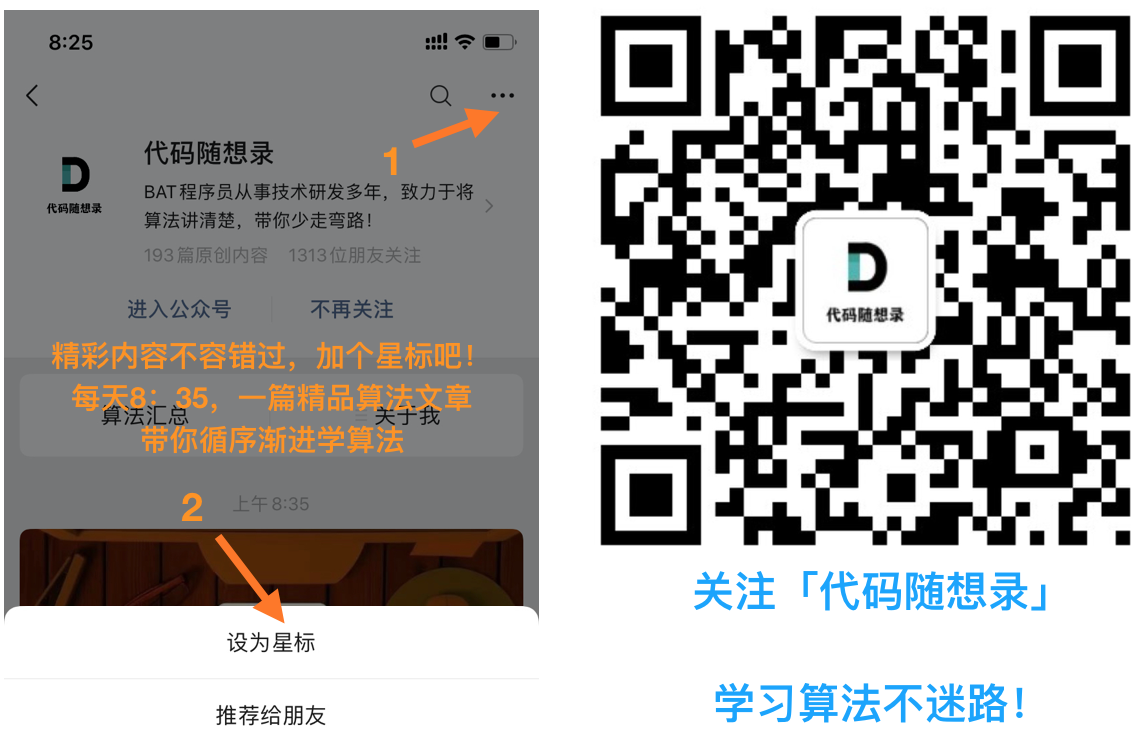 8:25
1
代码随想录
BAT程序员从事技术研发多年，致力于将
算法讲清楚，带你少走弯路！
D
代码随想录
193篇原创内容 1313位朋友关注
进入公众号 不再关注
精彩内容不容错过，加个星标吧！
每天8：35，一篇精品算法文章
算法汇总 关于我
带你循序渐进学算法
2
上午8:35
设为星标
推荐给朋友
D
代码随想录
关注「代码随想录」
学习算法不迷路！